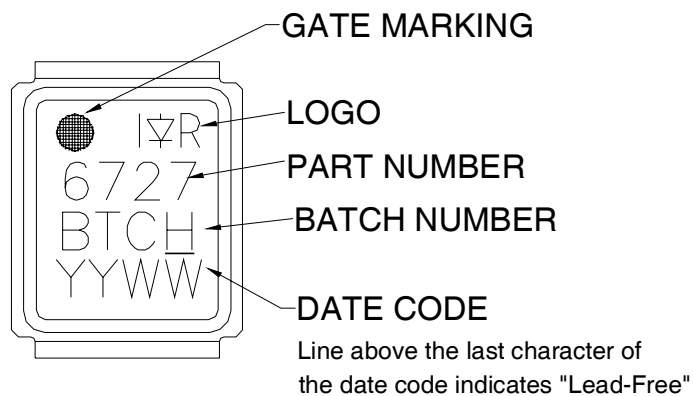 GATE MARKING
I R
LOGO
6727
PART NUMBER
BTCH
BATCH NUMBER
YYWW
DATE CODE
Line above the last character of
the date code indicates "Lead-Free"